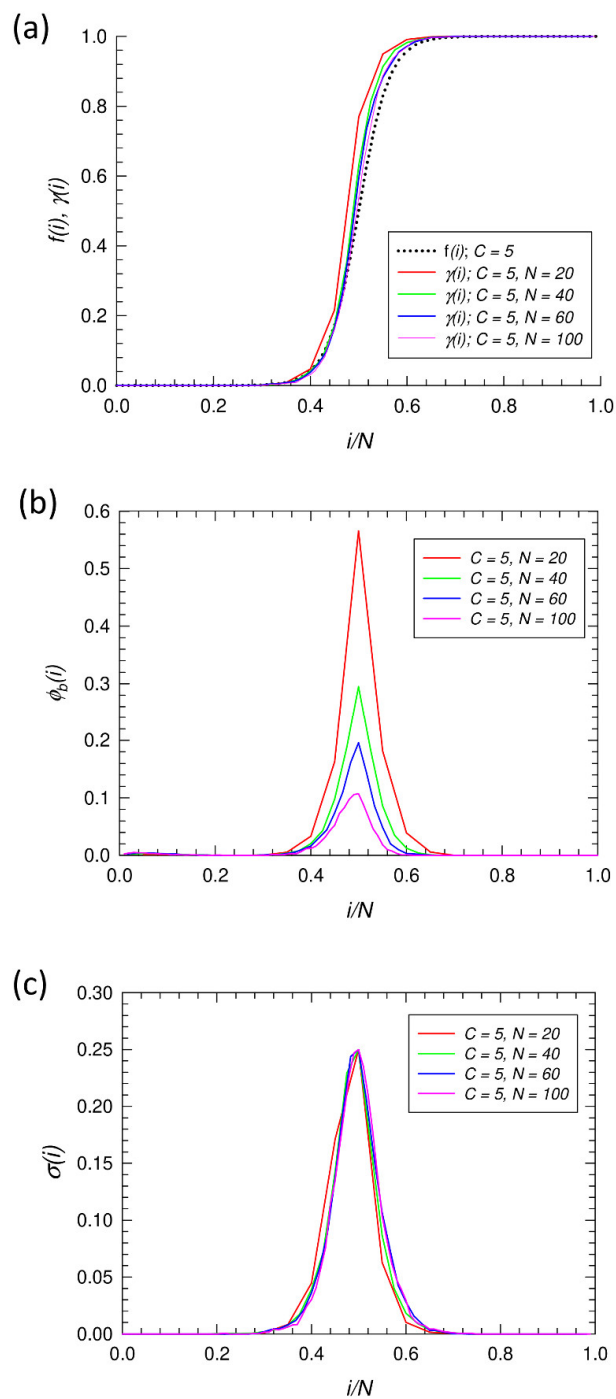 (a)
1.0
0.8
0.6
0.4
0.2
0.0
f(i), γ(i)
f(i); C = 5
γ(i); C = 5, N = 20
γ(i); C = 5, N = 40
γ(i); C = 5, N = 60
γ(i); C = 5, N = 100
0.0 0.2 0.4 0.6 0.8 1.0
i/N
(b)
0.6
0.5
0.4
0.3
0.2
0.1
0.0
ϕb(i)
C = 5, N = 20
C = 5, N = 40
C = 5, N = 60
C = 5, N = 100
0.0 0.2 0.4 0.6 0.8 1.0
i/N
(c)
0.30
0.25
0.20
0.15
0.10
0.05
0.00
σ(i)
C = 5, N = 20
C = 5, N = 40
C = 5, N = 60
C = 5, N = 100
0.0 0.2 0.4 0.6 0.8 1.0
i/N